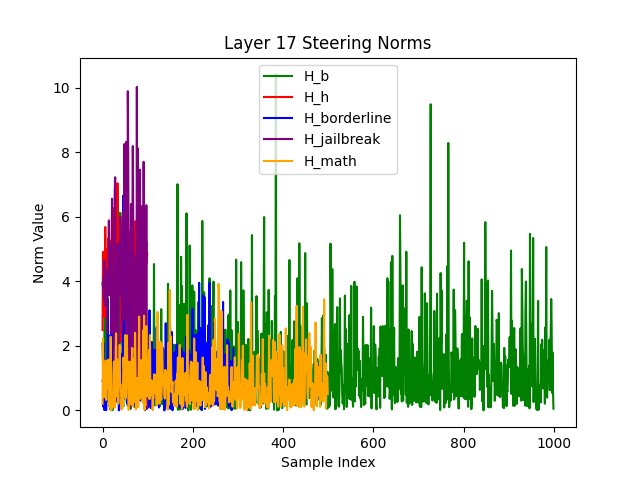 Layer 17 Steering Norms
H_b
H_h
H_borderline
H_jailbreak
H_math
Norm Value
10
8
6
4
2
0
0 200 400 600 800 1000
Sample Index